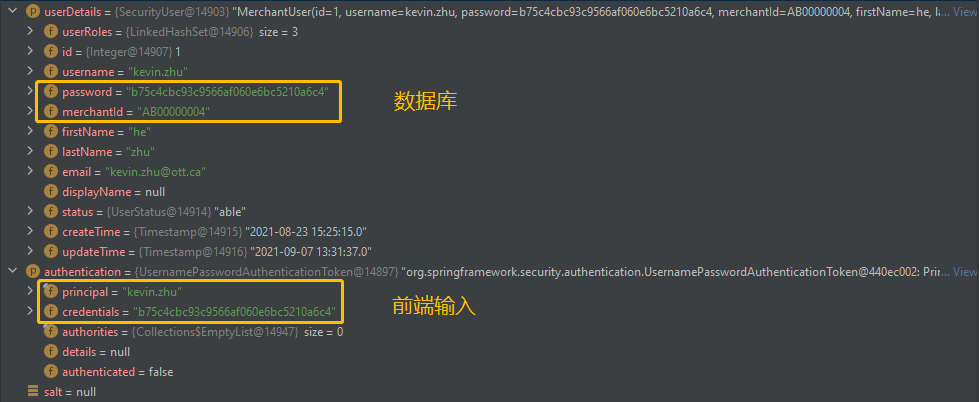 userDetails = {SecurityUser@14903} "MerchantUser(id=1, username=kevin.zhu, password=b75c4cbc93c9566af060e6bc5210a6c4, merchantId=AB00000004, firstName=he, la... View
userRoles = {LinkedHashSet@14906} size = 3
id = {Integer@14907} 1
username = "kevin.zhu"
password = "b75c4cbc93c9566af060e6bc5210a6c4"
数据库
merchantId = "AB00000004"
firstName = "he"
lastName = "zhu"
email = "kevin.zhu@ott.ca"
displayName = null
status = {UserStatus@14914} "able"
createTime = {Timestamp@14915} "2021-08-23 15:25:15.0"
updateTime = {Timestamp@14916} "2021-09-07 13:31:37.0"
authentication = {UsernamePasswordAuthenticationToken@14897} "org.springframework.security.authentication.UsernamePasswordAuthenticationToken@440ec002: Prin... View
principal = "kevin.zhu"
前端输入
credentials = "b75c4cbc93c9566af060e6bc5210a6c4"
authorities = {Collections$EmptyList@14947} size = 0
details = null
authenticated = false
salt = null